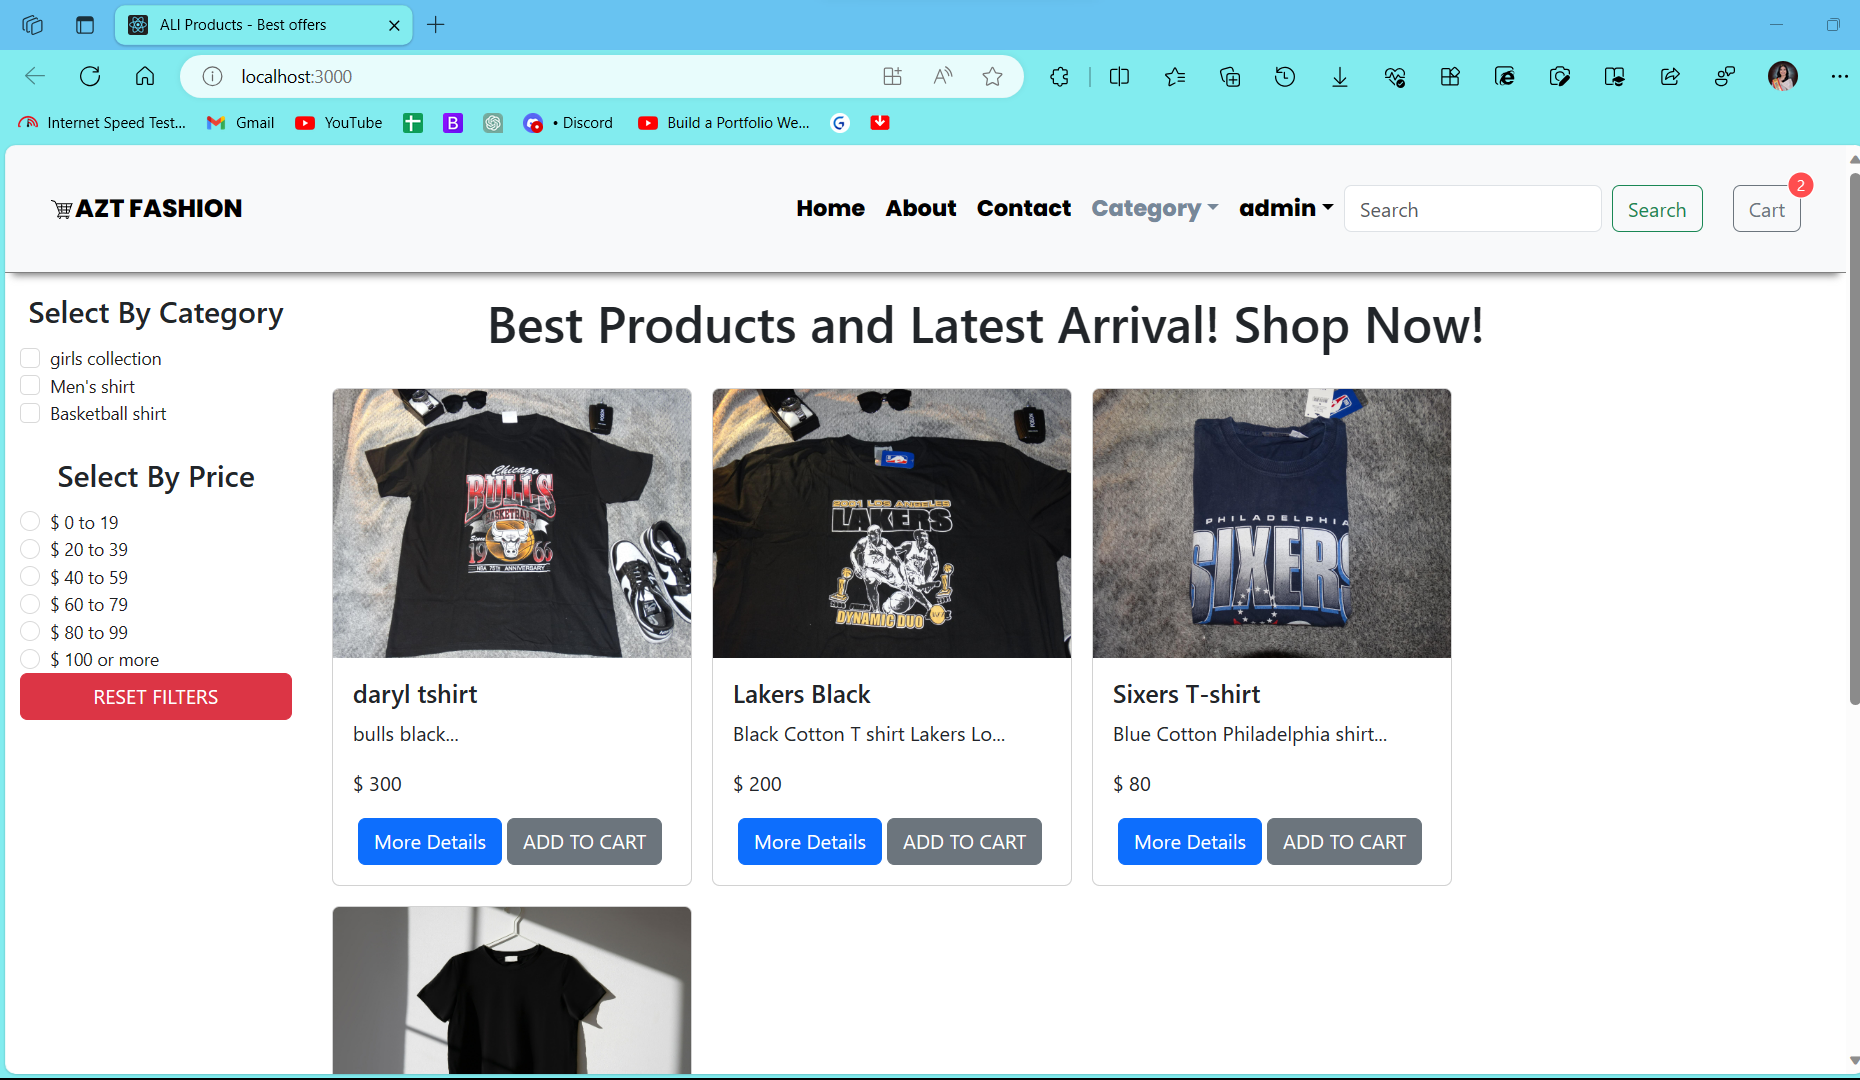 ALI Products - Best offers
localhost:3000
Internet Speed Test...
Gmail
YouTube
B
• Discord
Build a Portfolio We...
G
AZT FASHION
Home
About
Contact
Category
admin
Search
Search
Cart
2
Select By Category
girls collection
Men's shirt
Basketball shirt
Select By Price
$ 0 to 19
$ 20 to 39
$ 40 to 59
$ 60 to 79
$ 80 to 99
$ 100 or more
RESET FILTERS
Best Products and Latest Arrival! Shop Now!
Chicago
BULLS
BASKETBALL
Since
19 66
NBA 75th ANNIVERSARY
2001 LOS ANGELES
LAKERS
DYNAMIC DUO
PHILADELPHIA
SIXERS
daryl tshirt
bulls black...
$ 300
More Details
ADD TO CART
Lakers Black
Black Cotton T shirt Lakers Lo...
$ 200
More Details
ADD TO CART
Sixers T-shirt
Blue Cotton Philadelphia shirt...
$ 80
More Details
ADD TO CART